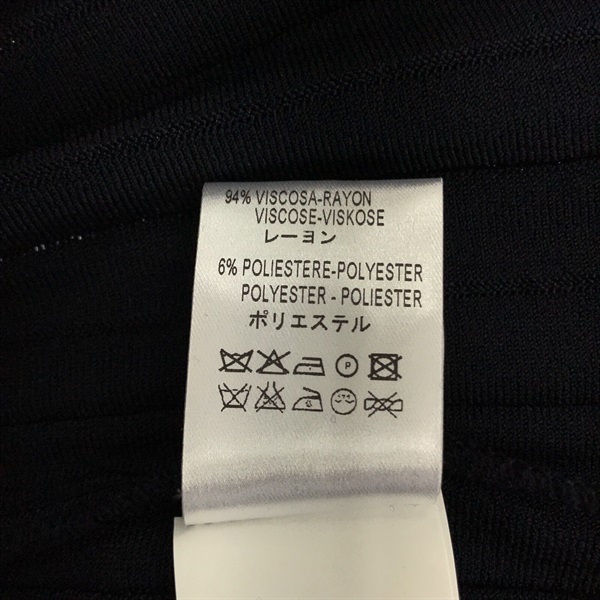 94% VISCOSA-RAYON
VISCOSE-VISKOSE
レーヨン
6% POLIESTERE-POLYESTER
POLYESTER - POLIESTER
ポリエステル
P